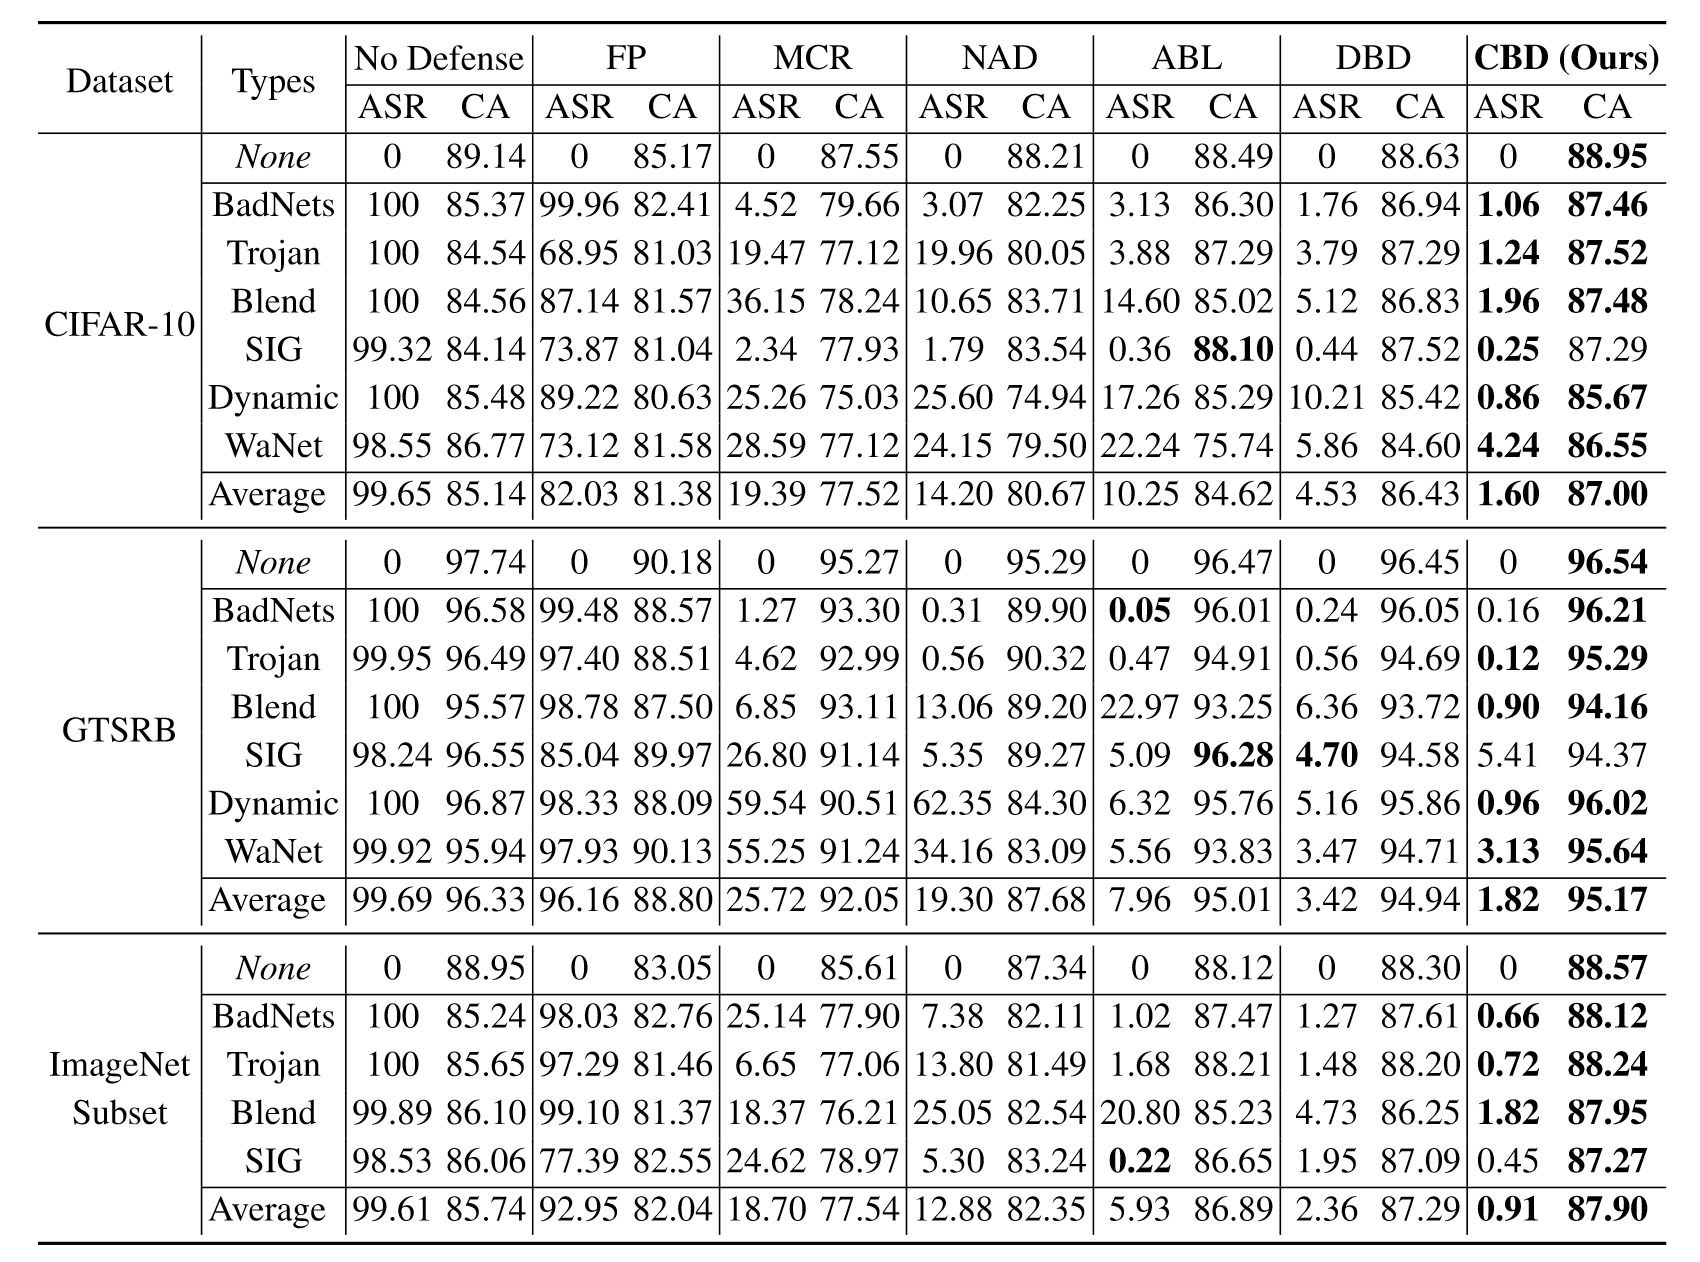 Dataset Types No Defense FP MCR NAD ABL DBD CBD (Ours)
ASR CA ASR CA ASR CA ASR CA ASR CA ASR CA ASR CA
CIFAR-10
None 0 89.14 0 85.17 0 87.55 0 88.21 0 88.49 0 88.63 0 88.95
BadNets 100 85.37 99.96 82.41 4.52 79.66 3.07 82.25 3.13 86.30 1.76 86.94 1.06 87.46
Trojan 100 84.54 68.95 81.03 19.47 77.12 19.96 80.05 3.88 87.29 3.79 87.29 1.24 87.52
Blend 100 84.56 87.14 81.57 36.15 78.24 10.65 83.71 14.60 85.02 5.12 86.83 1.96 87.48
SIG 99.32 84.14 73.87 81.04 2.34 77.93 1.79 83.54 0.36 88.10 0.44 87.52 0.25 87.29
Dynamic 100 85.48 89.22 80.63 25.26 75.03 25.60 74.94 17.26 85.29 10.21 85.42 0.86 85.67
WaNet 98.55 86.77 73.12 81.58 28.59 77.12 24.15 79.50 22.24 75.74 5.86 84.60 4.24 86.55
Average 99.65 85.14 82.03 81.38 19.39 77.52 14.20 80.67 10.25 84.62 4.53 86.43 1.60 87.00
GTSRB
None 0 97.74 0 90.18 0 95.27 0 95.29 0 96.47 0 96.45 0 96.54
BadNets 100 96.58 99.48 88.57 1.27 93.30 0.31 89.90 0.05 96.01 0.24 96.05 0.16 96.21
Trojan 99.95 96.49 97.40 88.51 4.62 92.99 0.56 90.32 0.47 94.91 0.56 94.69 0.12 95.29
Blend 100 95.57 98.78 87.50 6.85 93.11 13.06 89.20 22.97 93.25 6.36 93.72 0.90 94.16
SIG 98.24 96.55 85.04 89.97 26.80 91.14 5.35 89.27 5.09 96.28 4.70 94.58 5.41 94.37
Dynamic 100 96.87 98.33 88.09 59.54 90.51 62.35 84.30 6.32 95.76 5.16 95.86 0.96 96.02
WaNet 99.92 95.94 97.93 90.13 55.25 91.24 34.16 83.09 5.56 93.83 3.47 94.71 3.13 95.64
Average 99.69 96.33 96.16 88.80 25.72 92.05 19.30 87.68 7.96 95.01 3.42 94.94 1.82 95.17
ImageNet
Subset
None 0 88.95 0 83.05 0 85.61 0 87.34 0 88.12 0 88.30 0 88.57
BadNets 100 85.24 98.03 82.76 25.14 77.90 7.38 82.11 1.02 87.47 1.27 87.61 0.66 88.12
Trojan 100 85.65 97.29 81.46 6.65 77.06 13.80 81.49 1.68 88.21 1.48 88.20 0.72 88.24
Blend 99.89 86.10 99.10 81.37 18.37 76.21 25.05 82.54 20.80 85.23 4.73 86.25 1.82 87.95
SIG 98.53 86.06 77.39 82.55 24.62 78.97 5.30 83.24 0.22 86.65 1.95 87.09 0.45 87.27
Average 99.61 85.74 92.95 82.04 18.70 77.54 12.88 82.35 5.93 86.89 2.36 87.29 0.91 87.90